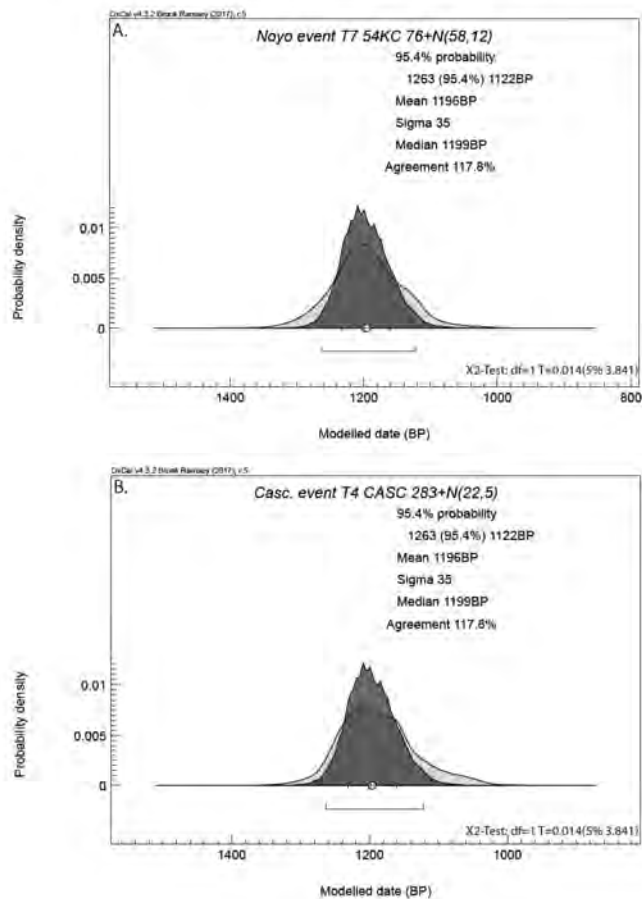 OxCal v4.3.2 Bronk Ramsey (2017); r:5
A.
Noyo event T7 54KC 76+N(58,12)
95.4% probability
1263 (95.4%) 1122BP
Mean 1196BP
Sigma 35
Median 1199BP
Agreement 117.8%
Probability density
0.01
0.005
0
X2-Test: df=1 T=0.014(5% 3.841)
1400
1200
1000
800
Modelled date (BP)
OxCal v4.3.2 Bronk Ramsey (2017); r:5
B.
Casc. event T4 CASC 283+N(22,5)
95.4% probability
1263 (95.4%) 1122BP
Mean 1196BP
Sigma 35
Median 1199BP
Agreement 117.8%
Probability density
0.01
0.005
0
X2-Test: df=1 T=0.014(5% 3.841)
1400
1200
1000
Modelled date (BP)